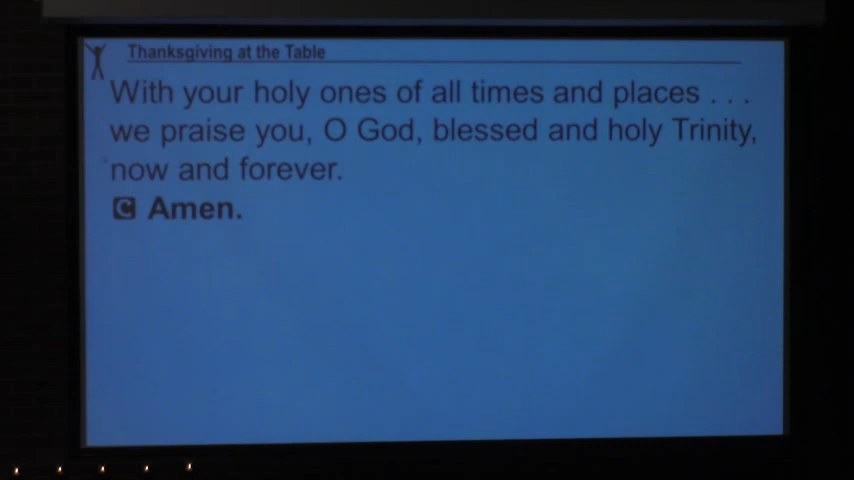 Thanksgiving at the Table
With your holy ones of all times and places . . .
we praise you, O God, blessed and holy Trinity,
now and forever.
C Amen.